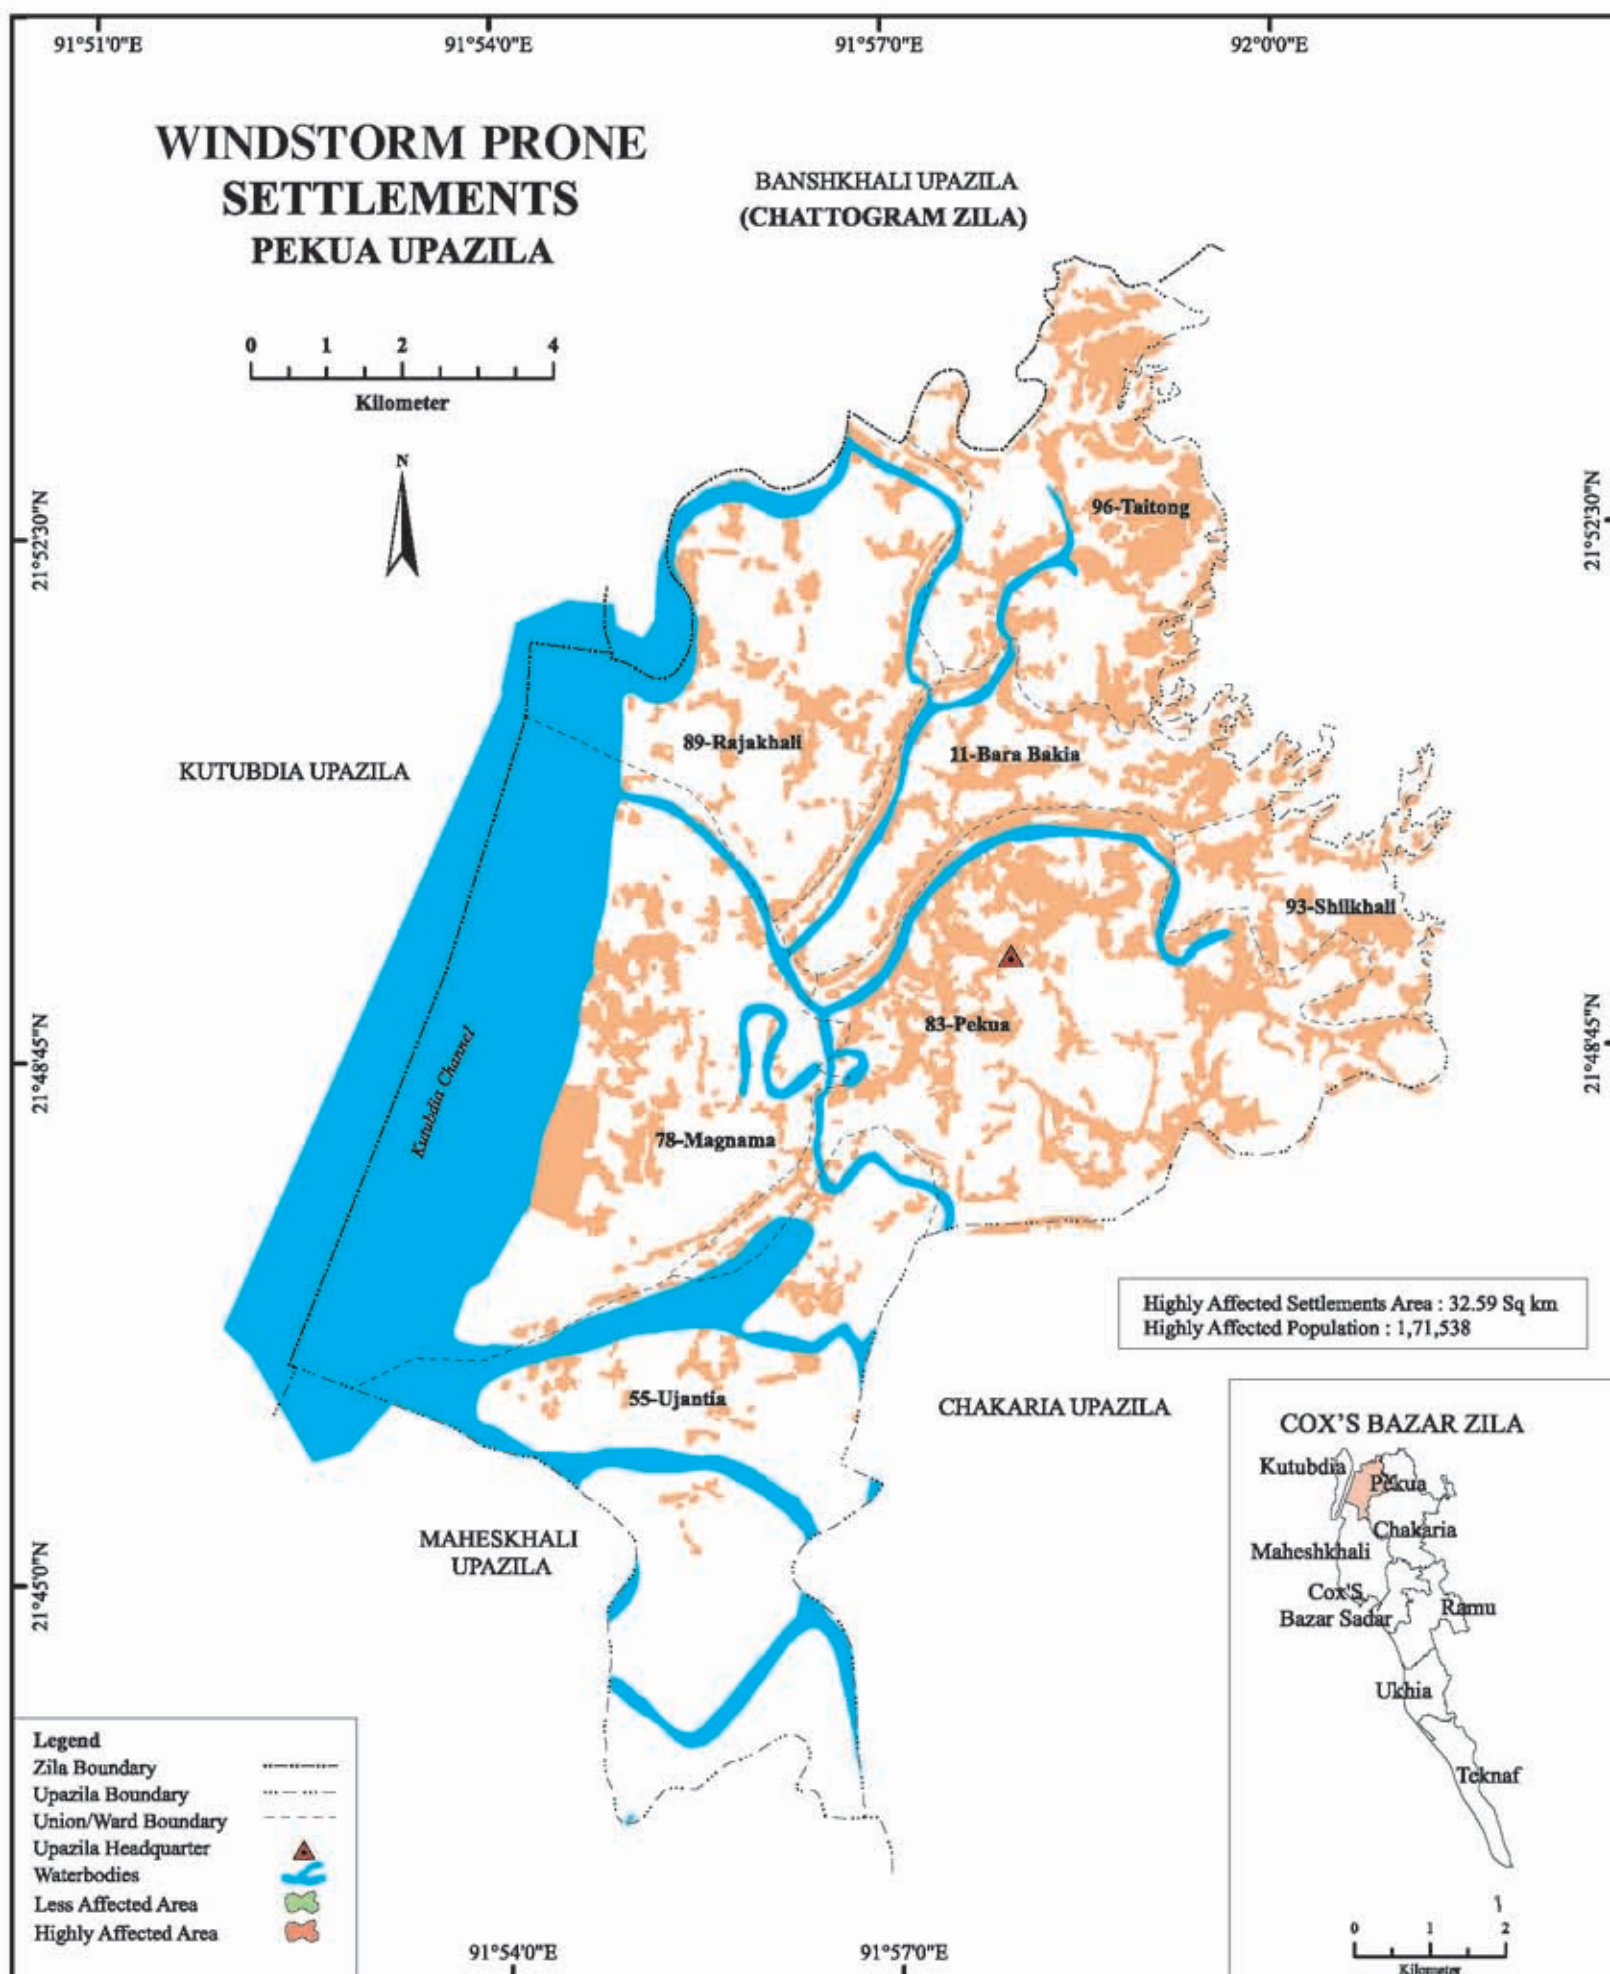 91°51'0"E
91°54'0"E
91°57'0"E
92°0'0"E
WINDSTORM PRONE
SETTLEMENTS
PEKUA UPAZILA
BANSHKHALI UPAZILA
(CHATTOGRAM ZILA)
0 1 2 4
Kilometer
N
21°52'30"N
21°52'30"N
96-Taitong
89-Rajakhali
11-Bara Bakia
KUTUBDIA UPAZILA
93-Shilkhali
83-Pekua
21°48'45"N
21°48'45"N
Kutubdia Channel
78-Magnama
Highly Affected Settlements Area : 32.59 Sq km
Highly Affected Population : 1,71,538
55-Ujantia
CHAKARIA UPAZILA
MAHESKHALI
UPAZILA
21°45'0"N
COX'S BAZAR ZILA
Kutubdia
Pekua
Chakaria
Maheshkhali
Cox'S
Bazar Sadar
Ramu
Ukhia
Teknaf
0 1 2
Kilometer
Legend
Zila Boundary
Upazila Boundary
Union/Ward Boundary
Upazila Headquarter
Waterbodies
Less Affected Area
Highly Affected Area
91°54'0"E
91°57'0"E